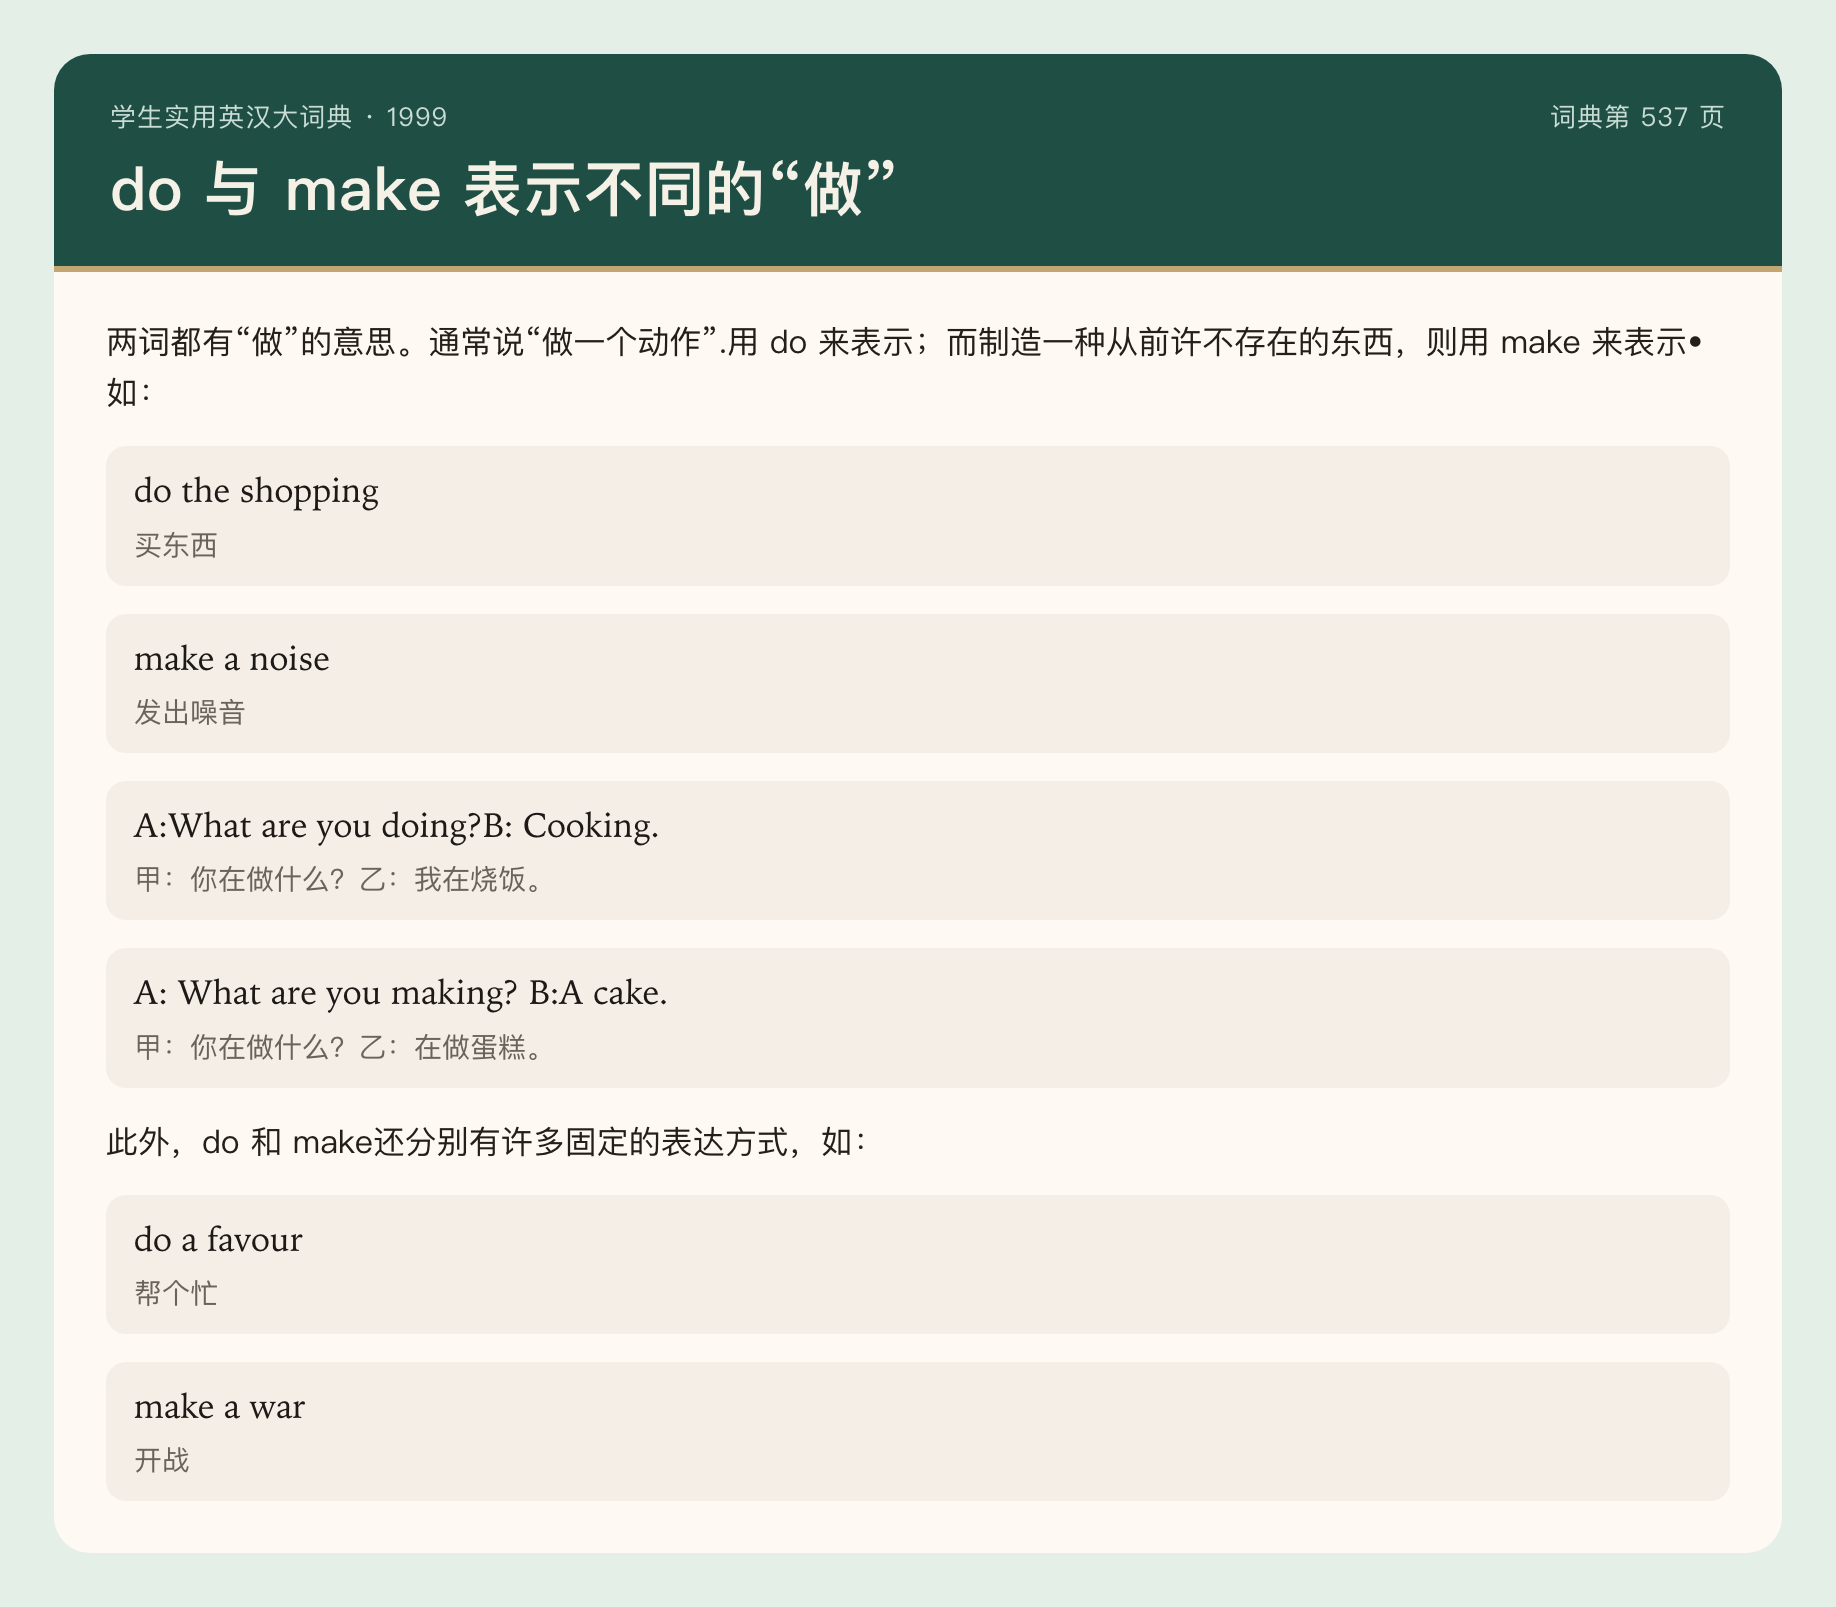 学生实用英汉大词典 · 1999
词典第 537 页
do 与 make 表示不同的“做”
两词都有“做”的意思。通常说“做一个动作”.用 do 来表示；而制造一种从前许不存在的东西，则用 make 来表示•
如：
do the shopping
买东西
make a noise
发出噪音
A:What are you doing?B: Cooking.
甲：你在做什么？乙：我在烧饭。
A: What are you making? B:A cake.
甲：你在做什么？乙：在做蛋糕。
此外，do 和 make还分别有许多固定的表达方式，如：
do a favour
帮个忙
make a war
开战